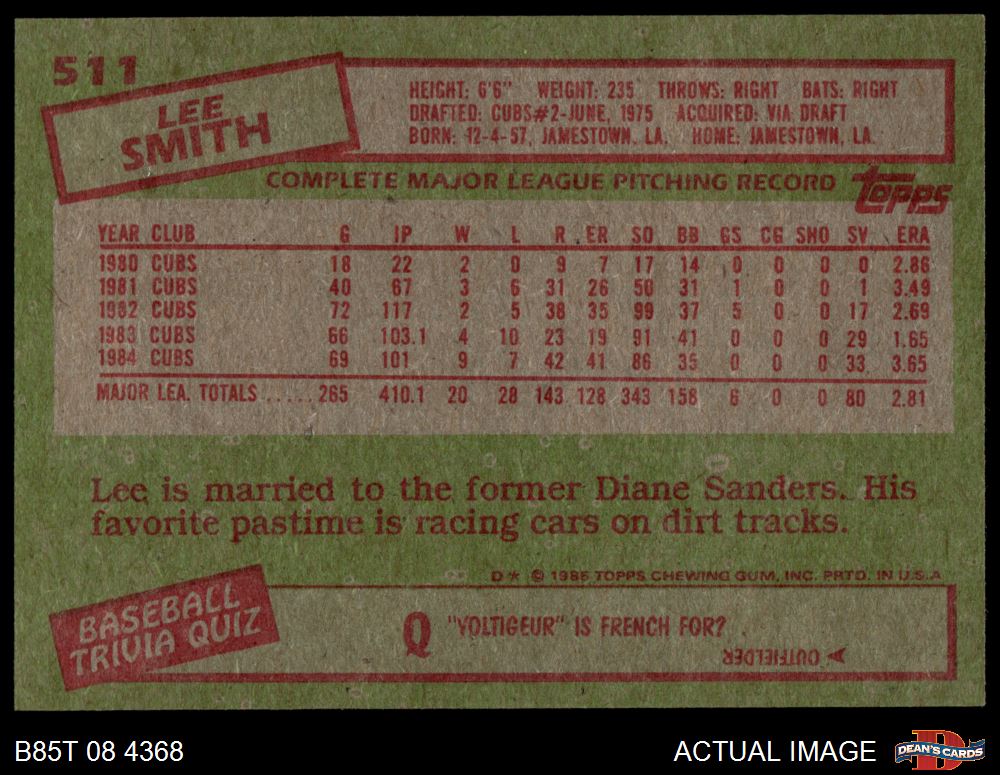 511
LEE
SMITH
HEIGHT: 6'6" WEIGHT: 235 THROWS: RIGHT BATS: RIGHT
DRAFTED: CUBS#2-JUNE, 1975 ACQUIRED: VIA DRAFT
BORN: 12-4-57, JAMESTOWN, LA. HOME: JAMESTOWN, LA.
COMPLETE MAJOR LEAGUE PITCHING RECORD
topps
YEAR CLUB G IP W L R ER SO BB GS CG SHO SV ERA
1980 CUBS 18 22 2 0 9 7 17 14 0 0 0 0 2.86
1981 CUBS 40 67 3 6 31 26 50 31 1 0 0 1 3.49
1982 CUBS 72 117 2 5 38 35 99 37 5 0 0 17 2.69
1983 CUBS 66 103.1 4 10 23 19 91 41 0 0 0 29 1.65
1984 CUBS 69 101 9 7 42 41 86 35 0 0 0 33 3.65
MAJOR LEA. TOTALS ..... 265 410.1 20 28 143 128 343 158 6 0 0 80 2.81
Lee is married to the former Diane Sanders. His
favorite pastime is racing cars on dirt tracks.
D* © 1985 TOPPS CHEWING GUM, INC. PRTD. IN U.S.A
BASEBALL
TRIVIA QUIZ
Q "VOLTIGEUR" IS FRENCH FOR?
A OUTFIELDER
B85T 08 4368
ACTUAL IMAGE
D
DEAN'S CARDS